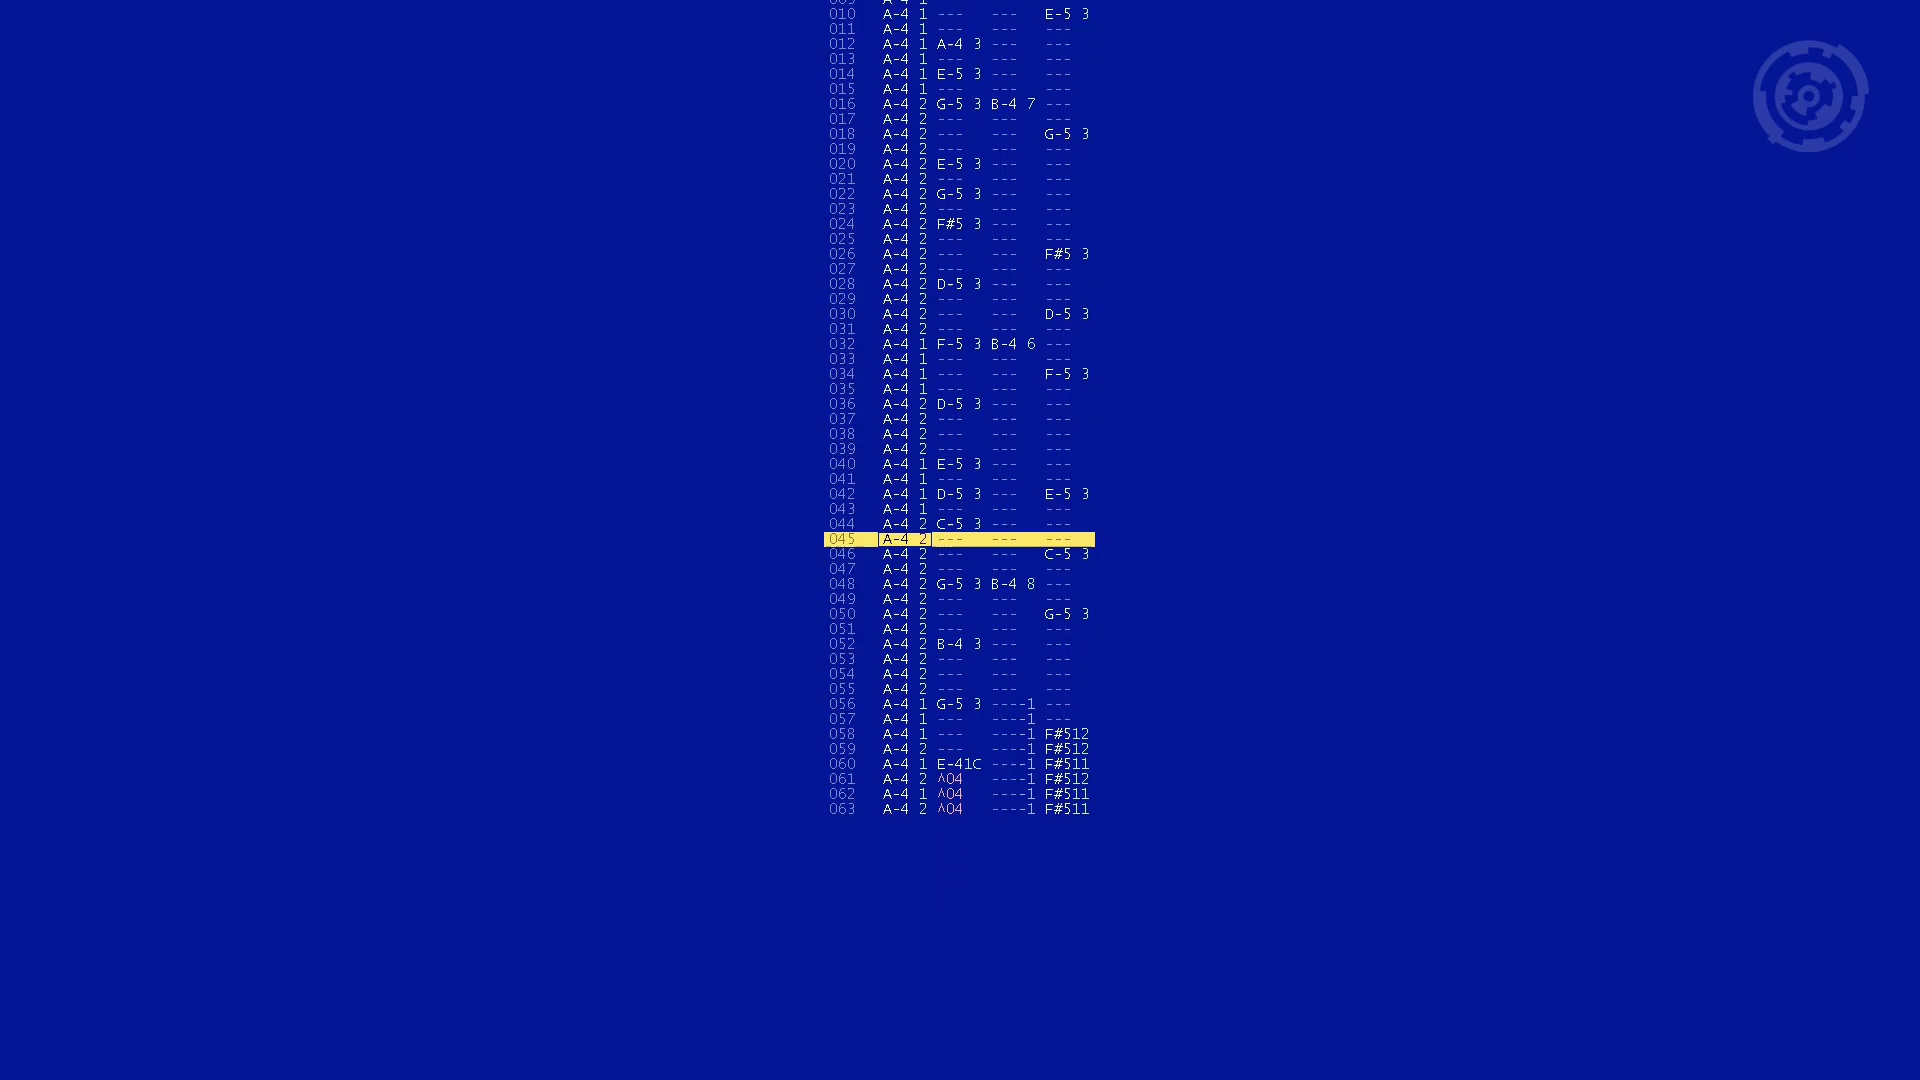 010 A-4 1 --- --- E-5 3
011 A-4 1 --- --- ---
012 A-4 1 A-4 3 --- ---
013 A-4 1 --- --- ---
014 A-4 1 E-5 3 --- ---
015 A-4 1 --- --- ---
016 A-4 2 G-5 3 B-4 7 ---
017 A-4 2 --- --- ---
018 A-4 2 --- --- G-5 3
019 A-4 2 --- --- ---
020 A-4 2 E-5 3 --- ---
021 A-4 2 --- --- ---
022 A-4 2 G-5 3 --- ---
023 A-4 2 --- --- ---
024 A-4 2 F#5 3 --- ---
025 A-4 2 --- --- ---
026 A-4 2 --- --- F#5 3
027 A-4 2 --- --- ---
028 A-4 2 D-5 3 --- ---
029 A-4 2 --- --- ---
030 A-4 2 --- --- D-5 3
031 A-4 2 --- --- ---
032 A-4 1 F-5 3 B-4 6 ---
033 A-4 1 --- --- ---
034 A-4 1 --- --- F-5 3
035 A-4 1 --- --- ---
036 A-4 2 D-5 3 --- ---
037 A-4 2 --- --- ---
038 A-4 2 --- --- ---
039 A-4 2 --- --- ---
040 A-4 1 E-5 3 --- ---
041 A-4 1 --- --- ---
042 A-4 1 D-5 3 --- E-5 3
043 A-4 1 --- --- ---
044 A-4 2 C-5 3 --- ---
045 A-4 2 --- --- ---
046 A-4 2 --- --- C-5 3
047 A-4 2 --- --- ---
048 A-4 2 G-5 3 B-4 8 ---
049 A-4 2 --- --- ---
050 A-4 2 --- --- G-5 3
051 A-4 2 --- --- ---
052 A-4 2 B-4 3 --- ---
053 A-4 2 --- --- ---
054 A-4 2 --- --- ---
055 A-4 2 --- --- ---
056 A-4 1 G-5 3 ----1 ---
057 A-4 1 --- ----1 ---
058 A-4 1 --- ----1 F#512
059 A-4 2 --- ----1 F#512
060 A-4 1 E-41C ----1 F#511
061 A-4 2 ^04 ----1 F#512
062 A-4 1 ^04 ----1 F#511
063 A-4 2 ^04 ----1 F#511